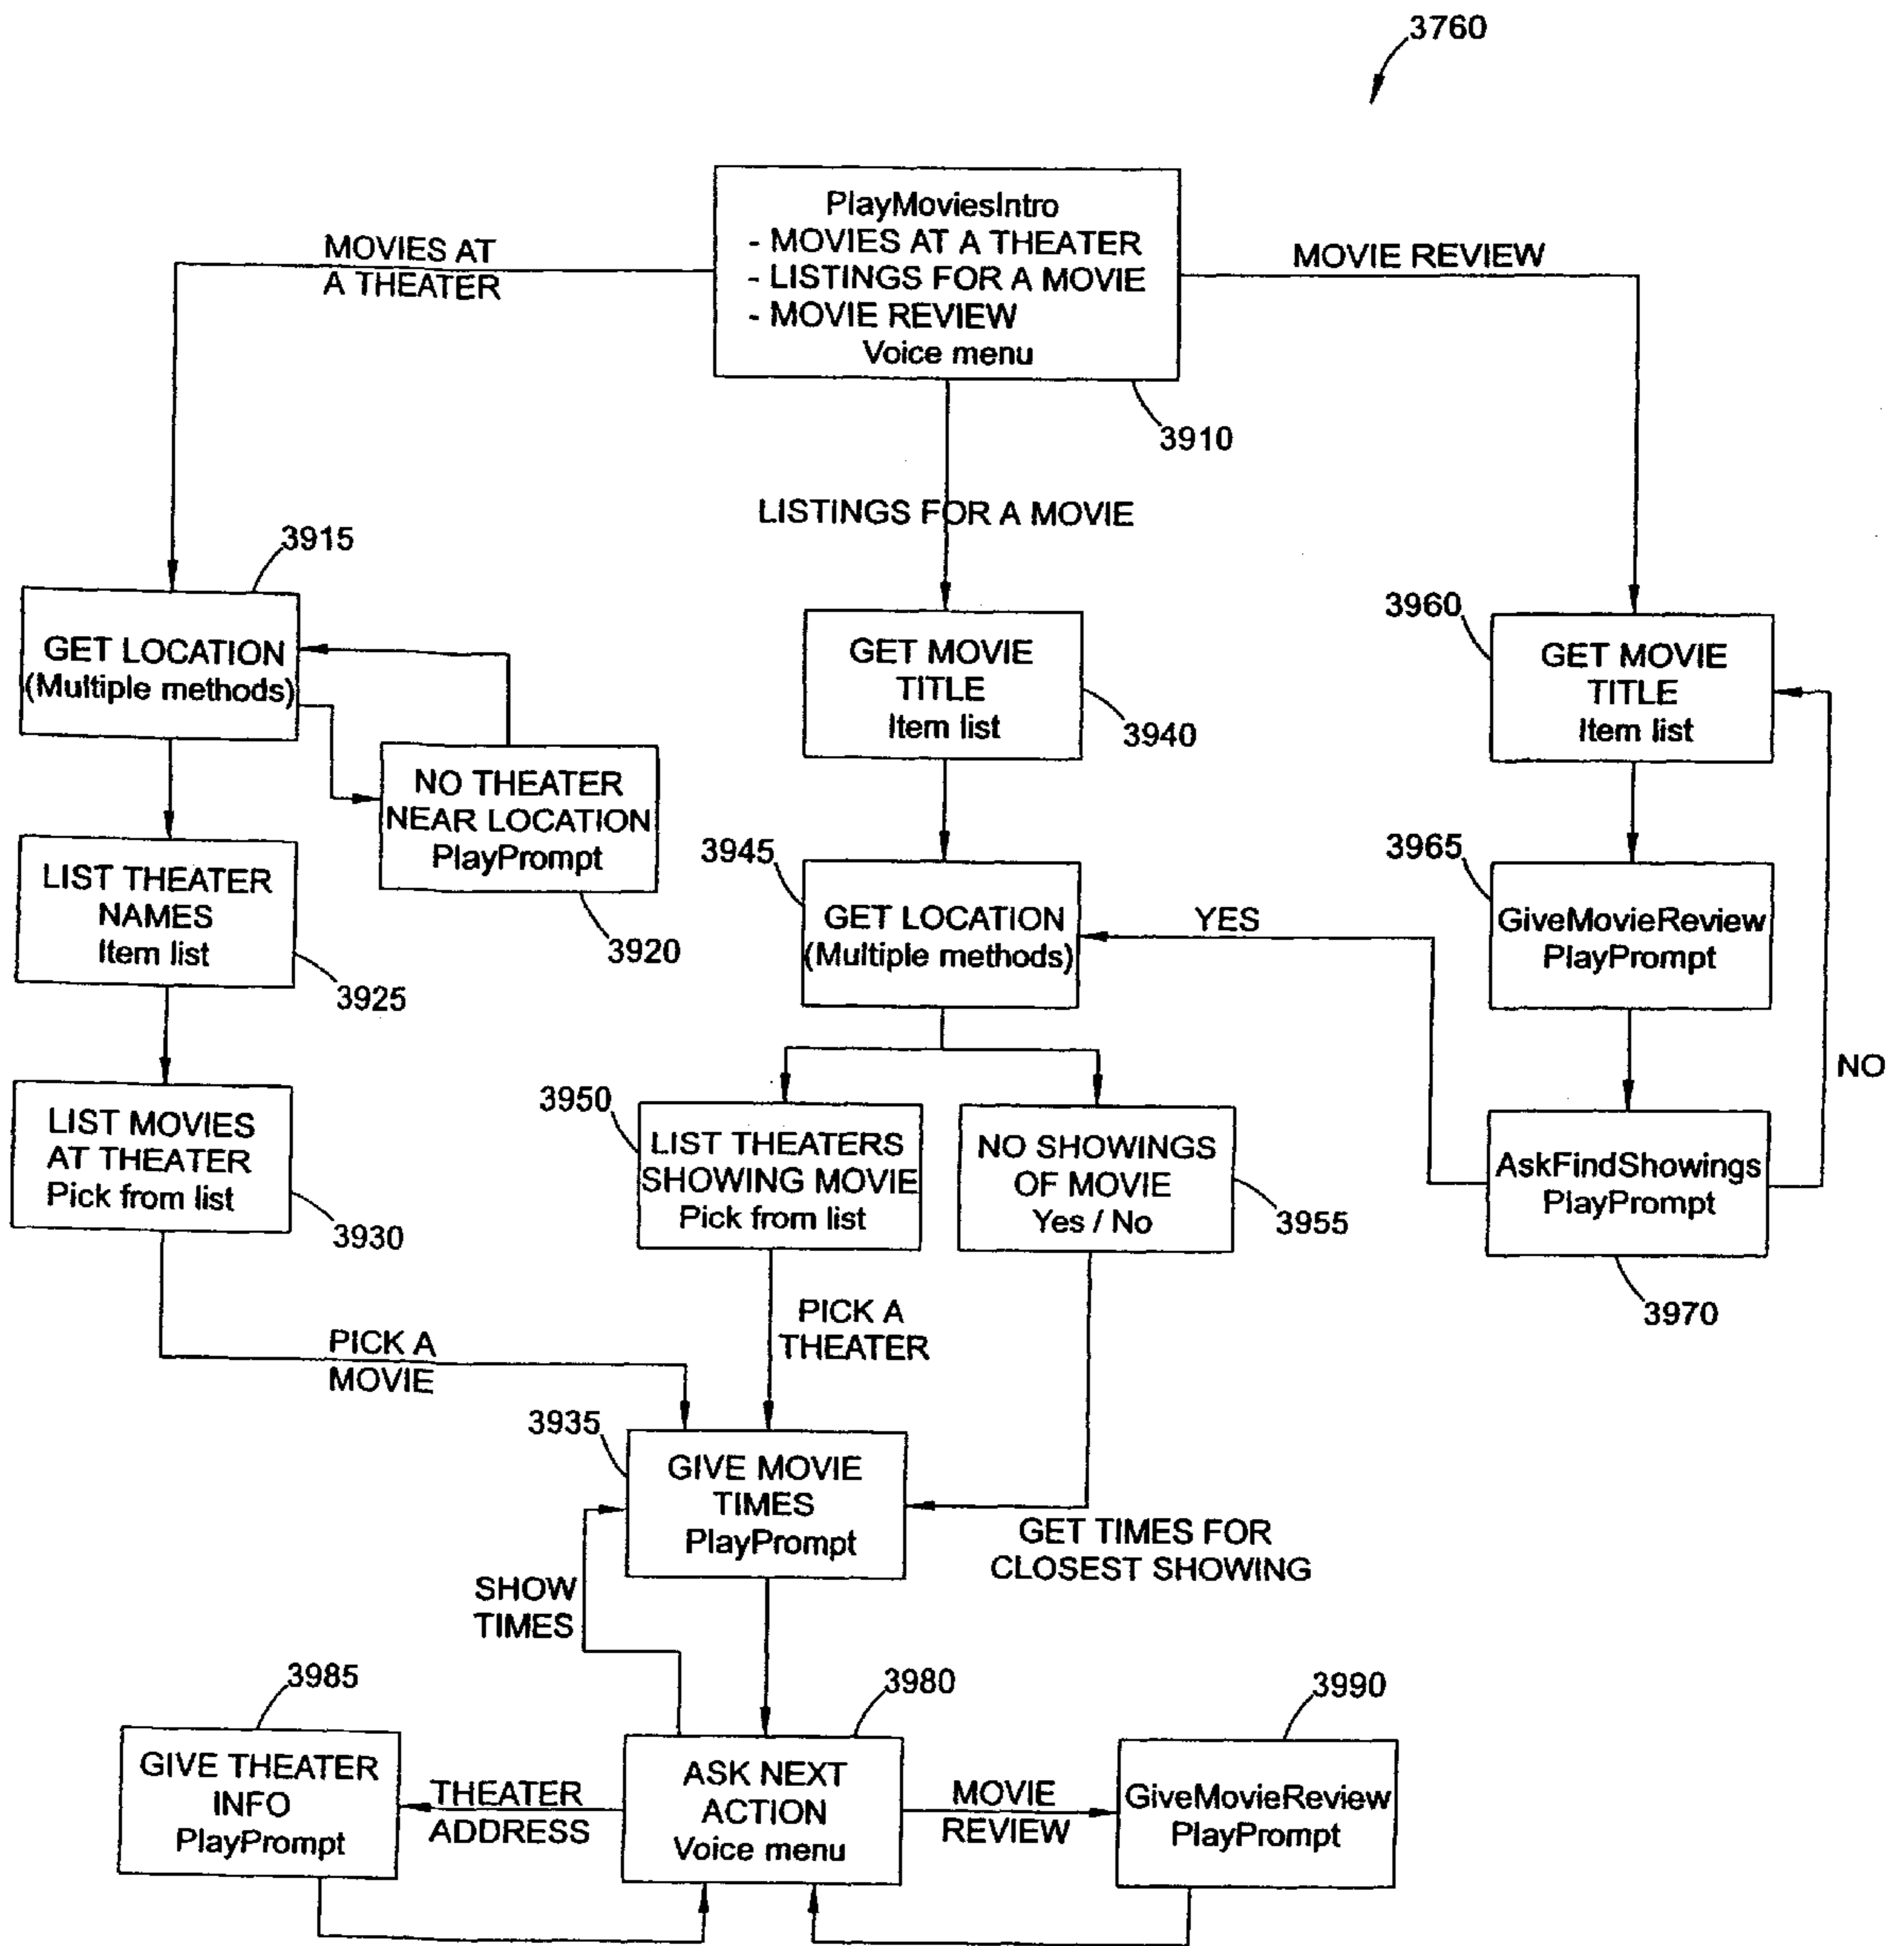 3760
PlayMoviesIntro
- MOVIES AT A THEATER
- LISTINGS FOR A MOVIE
- MOVIE REVIEW
Voice menu
3910
MOVIES AT
A THEATER
MOVIE REVIEW
LISTINGS FOR A MOVIE
3915
GET LOCATION
(Multiple methods)
NO THEATER
NEAR LOCATION
PlayPrompt
3920
LIST THEATER
NAMES
Item list
3925
LIST MOVIES
AT THEATER
Pick from list
3930
GET MOVIE
TITLE
Item list
3940
3945
GET LOCATION
(Multiple methods)
YES
3960
GET MOVIE
TITLE
Item list
3965
GiveMovieReview
PlayPrompt
NO
AskFindShowings
PlayPrompt
3970
3950
LIST THEATERS
SHOWING MOVIE
Pick from list
NO SHOWINGS
OF MOVIE
Yes / No
3955
PICK A
THEATER
PICK A
MOVIE
3935
GIVE MOVIE
TIMES
PlayPrompt
GET TIMES FOR
CLOSEST SHOWING
SHOW
TIMES
3985
GIVE THEATER
INFO
PlayPrompt
THEATER
ADDRESS
3980
ASK NEXT
ACTION
Voice menu
MOVIE
REVIEW
3990
GiveMovieReview
PlayPrompt